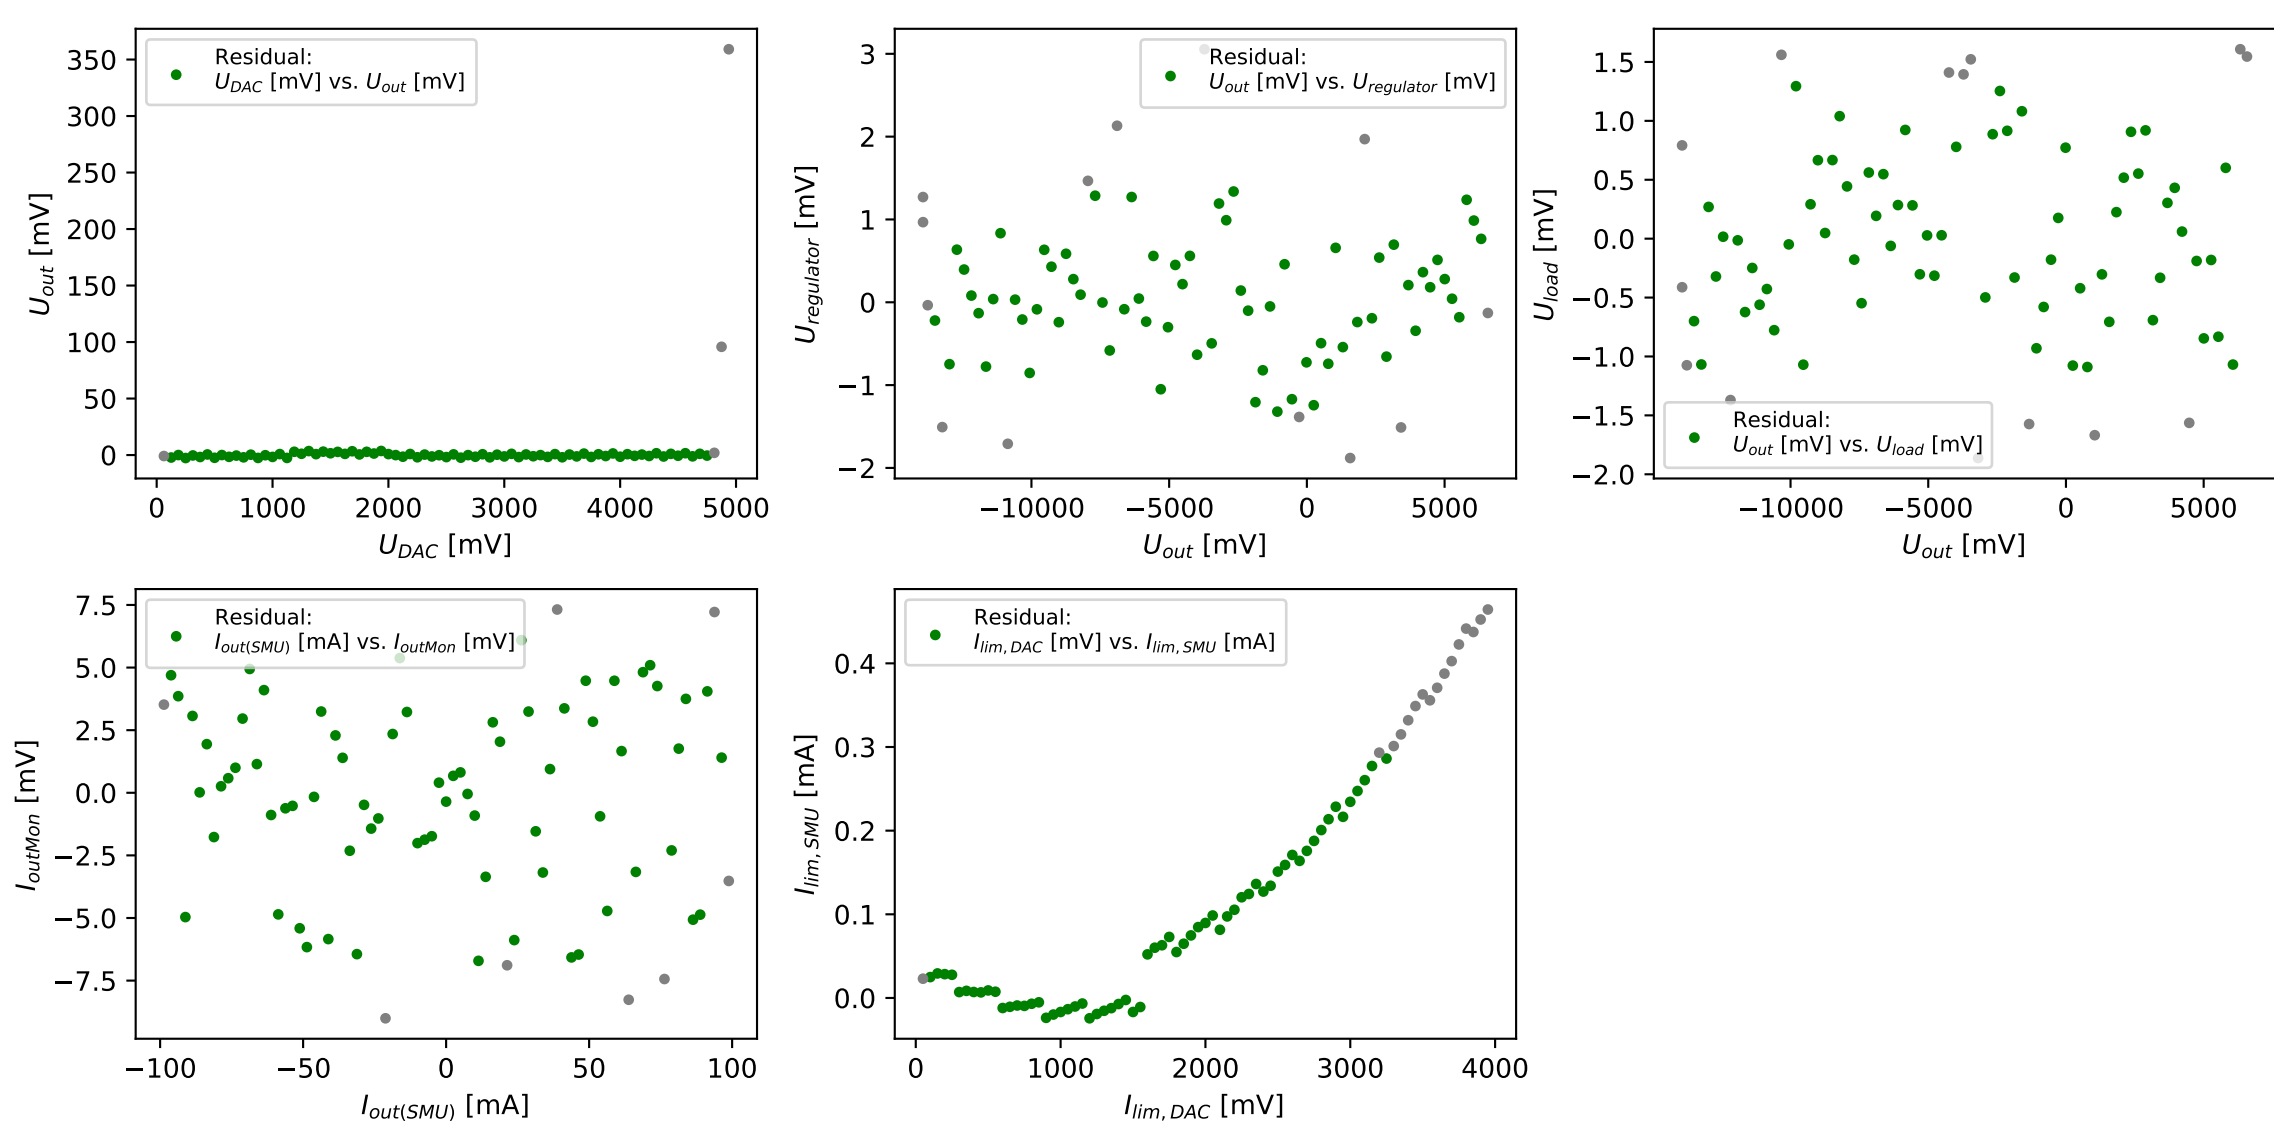 350
300
250
200
150
100
50
0
U_out [mV]
Residual:
U_DAC [mV] vs. U_out [mV]
0 1000 2000 3000 4000 5000
U_DAC [mV]
3
2
1
0
−1
−2
U_regulator [mV]
Residual:
U_out [mV] vs. U_regulator [mV]
−10000 −5000 0 5000
U_out [mV]
1.5
1.0
0.5
0.0
−0.5
−1.0
−1.5
−2.0
U_load [mV]
Residual:
U_out [mV] vs. U_load [mV]
−10000 −5000 0 5000
U_out [mV]
7.5
5.0
2.5
0.0
−2.5
−5.0
−7.5
I_outMon [mV]
Residual:
I_out(SMU) [mA] vs. I_outMon [mV]
−100 −50 0 50 100
I_out(SMU) [mA]
0.4
0.3
0.2
0.1
0.0
I_lim, SMU [mA]
Residual:
I_lim, DAC [mV] vs. I_lim, SMU [mA]
0 1000 2000 3000 4000
I_lim, DAC [mV]